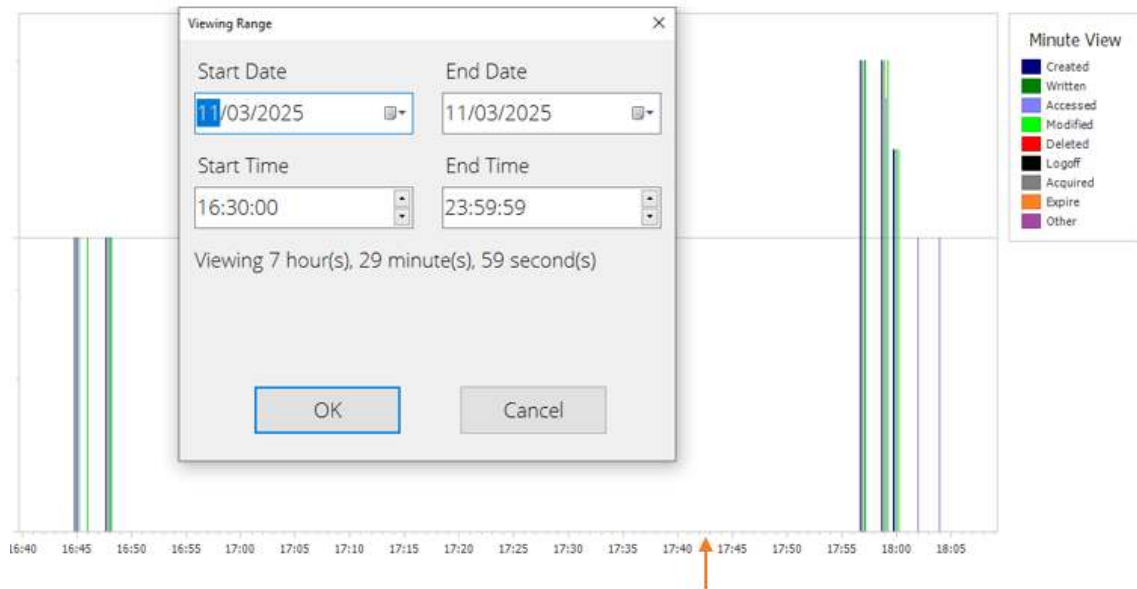 Viewing Range
Start Date End Date
11/03/2025 11/03/2025
Start Time End Time
16:30:00 23:59:59
Viewing 7 hour(s), 29 minute(s), 59 second(s)
OK Cancel
Minute View
Created
Written
Accessed
Modified
Deleted
Logoff
Acquired
Expire
Other
16:40 16:45 16:50 16:55 17:00 17:05 17:10 17:15 17:20 17:25 17:30 17:35 17:40 17:45 17:50 17:55 18:00 18:05